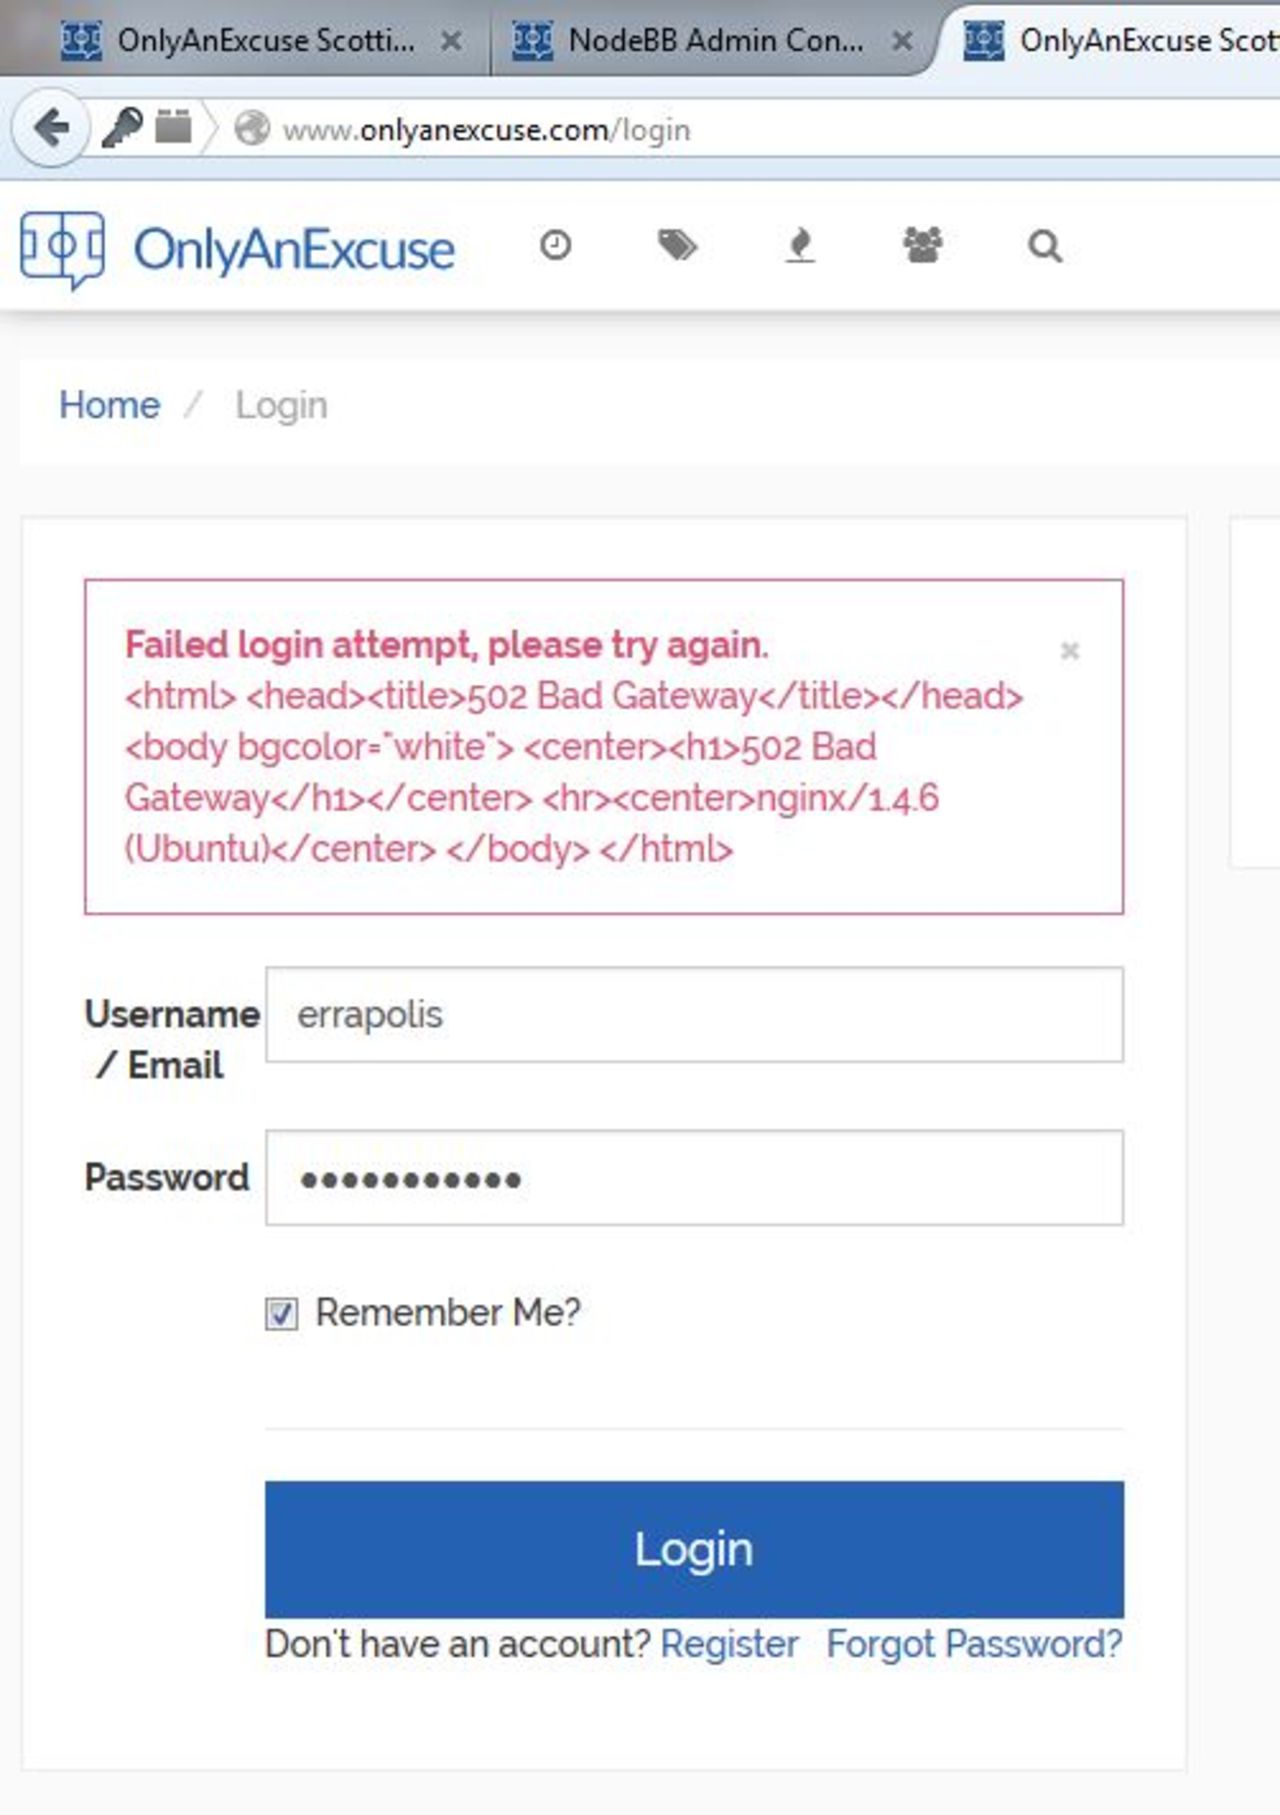 OnlyAnExcuse Scotti...
NodeBB Admin Con...
OnlyAnExcuse Scot
www.onlyanexcuse.com/login
OnlyAnExcuse
Home / Login
Failed login attempt, please try again.
<html> <head><title>502 Bad Gateway</title></head>
<body bgcolor="white"> <center><h1>502 Bad
Gateway</h1></center> <hr><center>nginx/1.4.6
(Ubuntu)</center> </body> </html>
Username
/ Email
errapolis
Password
Remember Me?
Login
Don't have an account? Register Forgot Password?